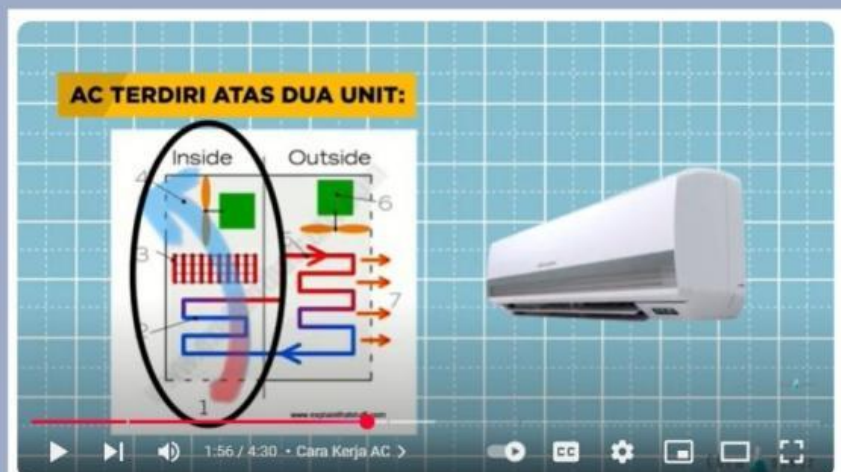 AC TERDIRI ATAS DUA UNIT:
Inside Outside
4
6
5
3
7
2
1
www.explainthatstuff.com
1:56 / 4:30 • Cara Kerja AC >
CC